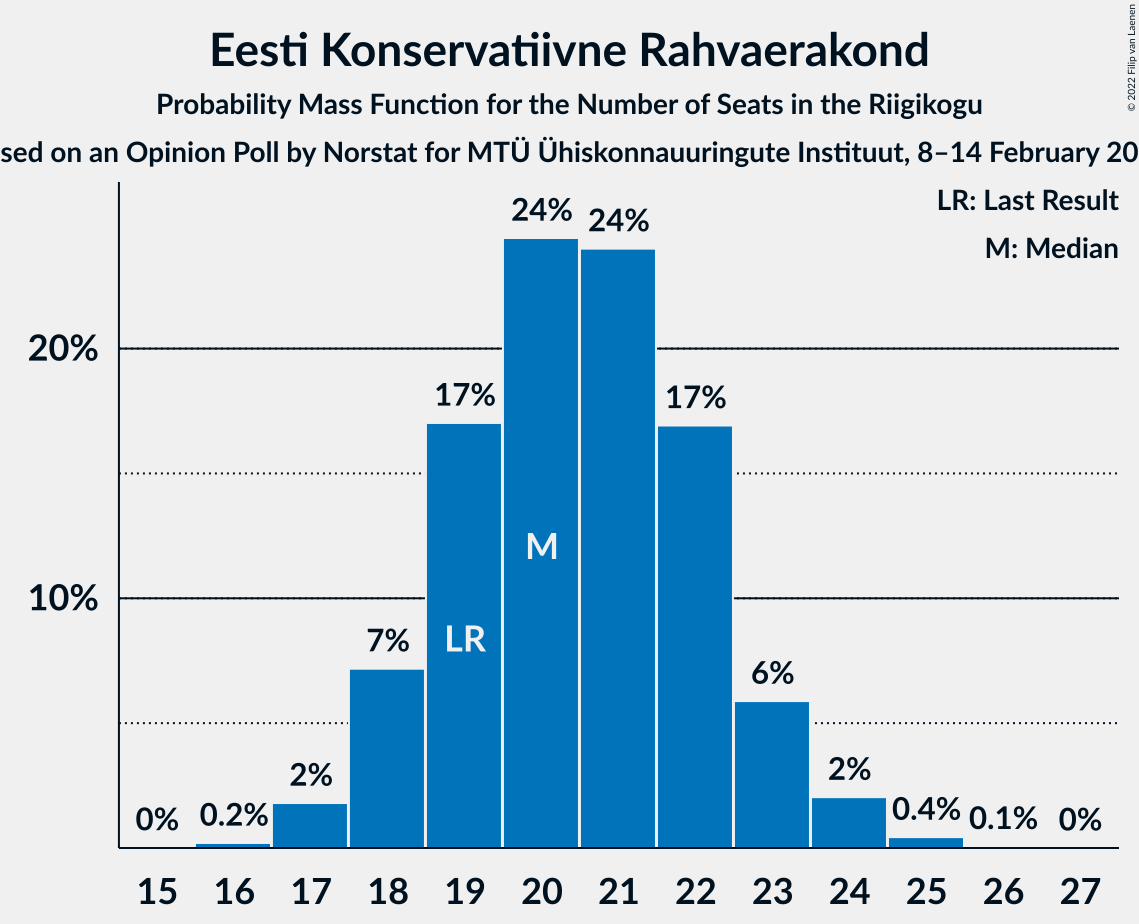 Eesti Konservatiivne Rahvaerakond
Probability Mass Function for the Number of Seats in the Riigikogu
on an Opinion Poll by Norstat for MTÜ Ühiskonnauuringute Instituut, 8–14 February
© 2022 Filip van Laenen
LR: Last Result
M: Median
24%
24%
20%
17%
17%
M
10%
LR
7%
6%
2%
2%
0%
0.2%
0.4%
0.1%
0%
15 16 17 18 19 20 21 22 23 24 25 26 27